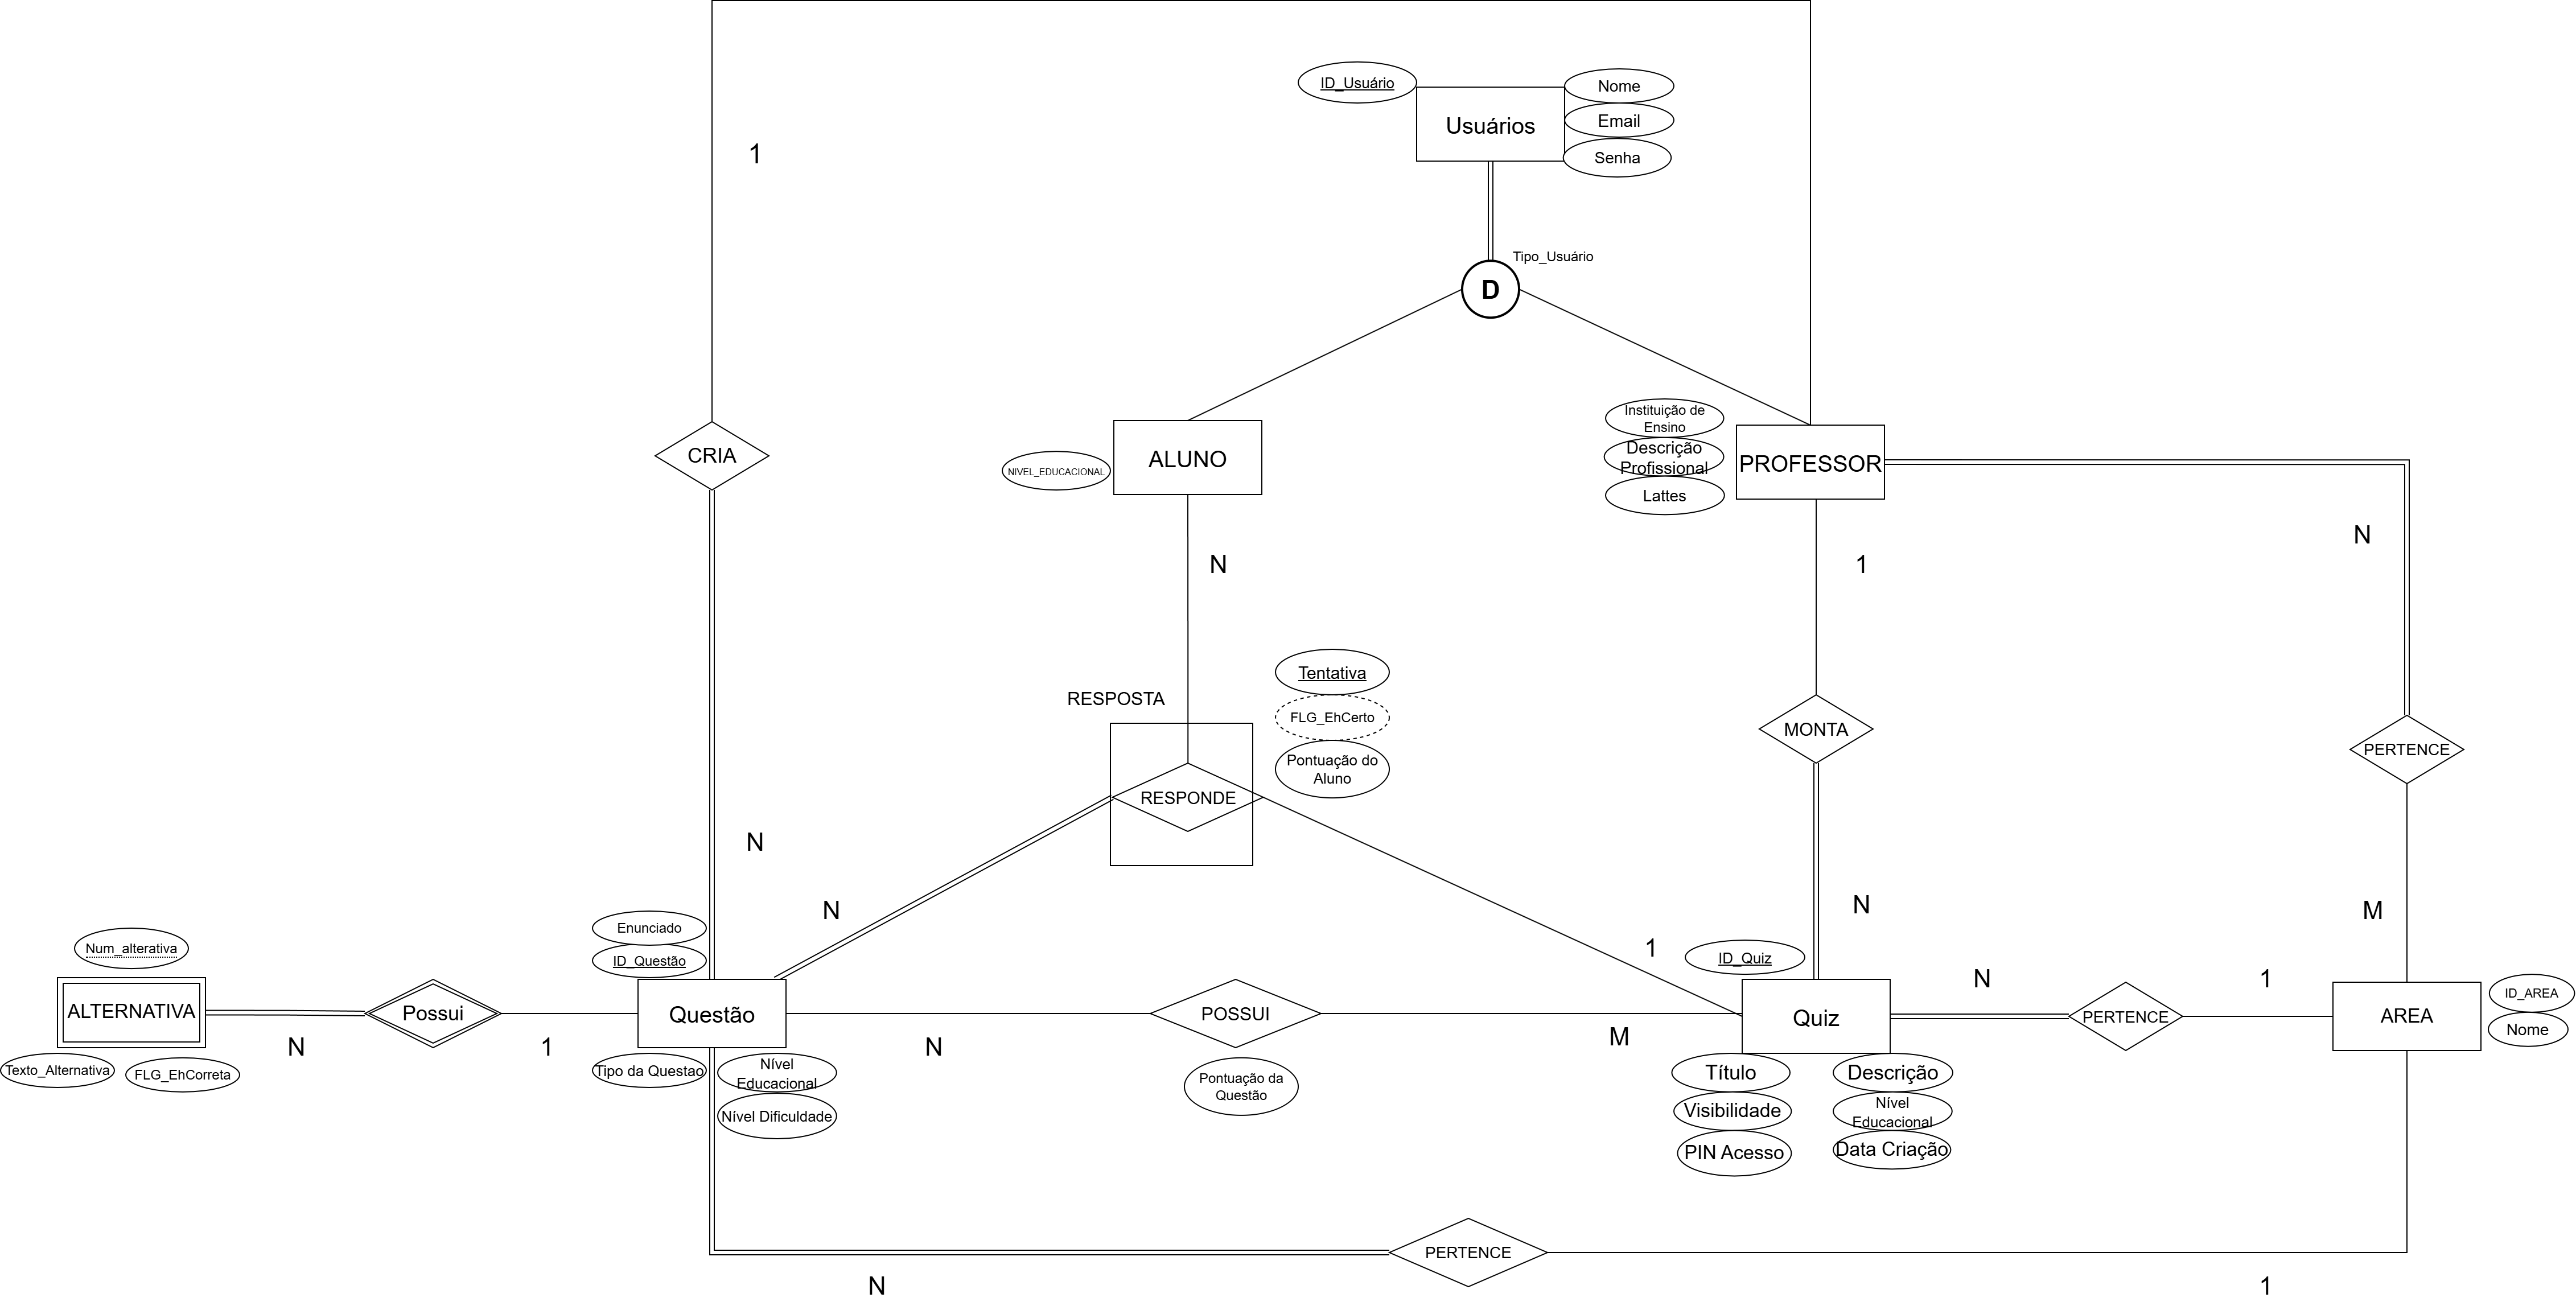 ID_Usuário
Nome
Usuários
Email
Senha
1
Tipo_Usuário
D
Instituição de
Ensino
CRIA
ALUNO
NIVEL_EDUCACIONAL
Descrição
Profissional
PROFESSOR
Lattes
N
1
N
RESPOSTA
Tentativa
FLG_EhCerto
MONTA
PERTENCE
Pontuação do
Aluno
RESPONDE
N
N
1
N
M
Enunciado
ID_Questão
ID_Quiz
Num_alterativa
ALTERNATIVA
Possui
Questão
POSSUI
Quiz
N
PERTENCE
1
AREA
ID_AREA
Nome
N
1
N
M
Texto_Alternativa
FLG_EhCorreta
Tipo da Questao
Nível
Educacional
Nível Dificuldade
Pontuação da
Questão
Título
Visibilidade
PIN Acesso
Descrição
Nível
Educacional
Data Criação
PERTENCE
N
1